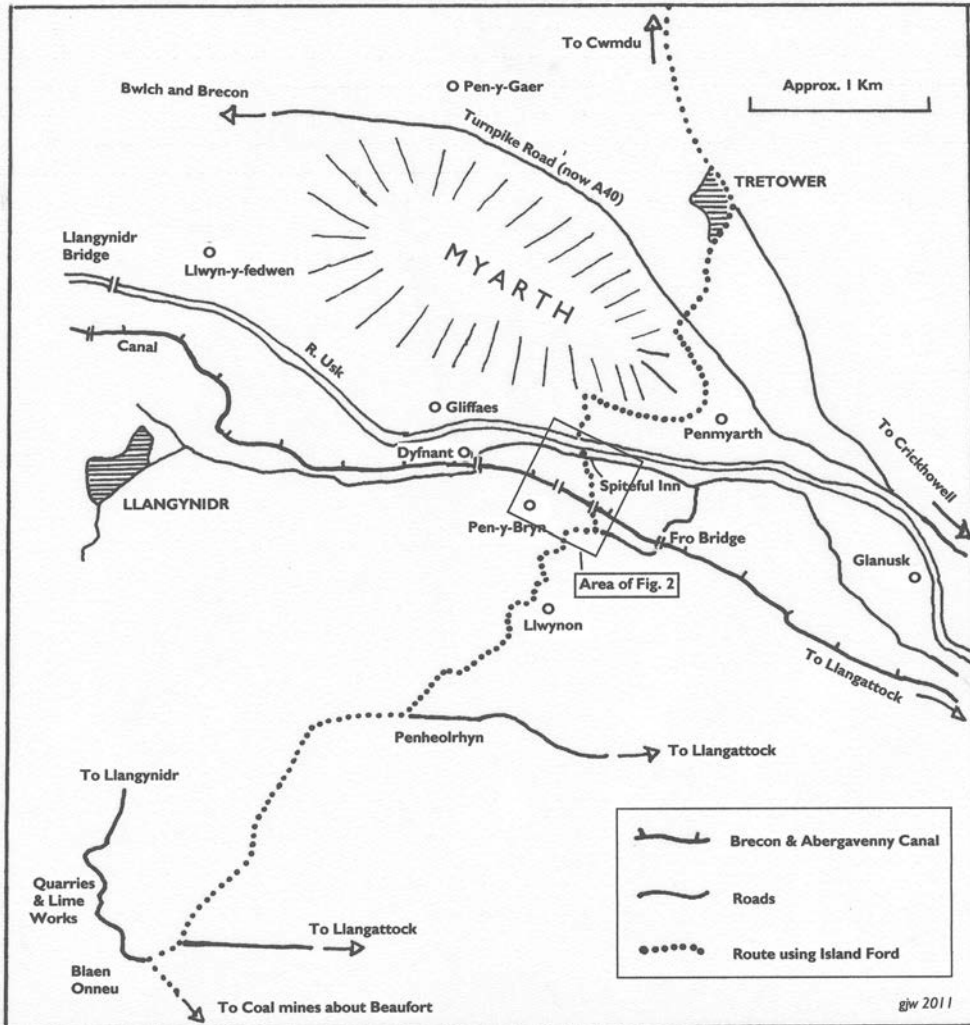 To Cwmdu
Approx. 1 Km
Pen-y-Gaer
Bwlch and Brecon
Turnpike Road (now A40)
TRETOWER
Llangynidr
Bridge
Llwyn-y-fedwen
MYARTH
Canal
R. Usk
Gliffaes
Penmyarth
To Crickhowell
Dyfnant
Spiteful Inn
LLANGYNIDR
Pen-y-Bryn
Fro Bridge
Glanusk
Area of Fig. 2
Llwynon
To Llangattock
Penheolrhyn
To Llangattock
To Llangynidr
Quarries
& Lime
Works
To Llangattock
Blaen
Onneu
To Coal mines about Beaufort
Brecon & Abergavenny Canal
Roads
Route using Island Ford
gjw 2011